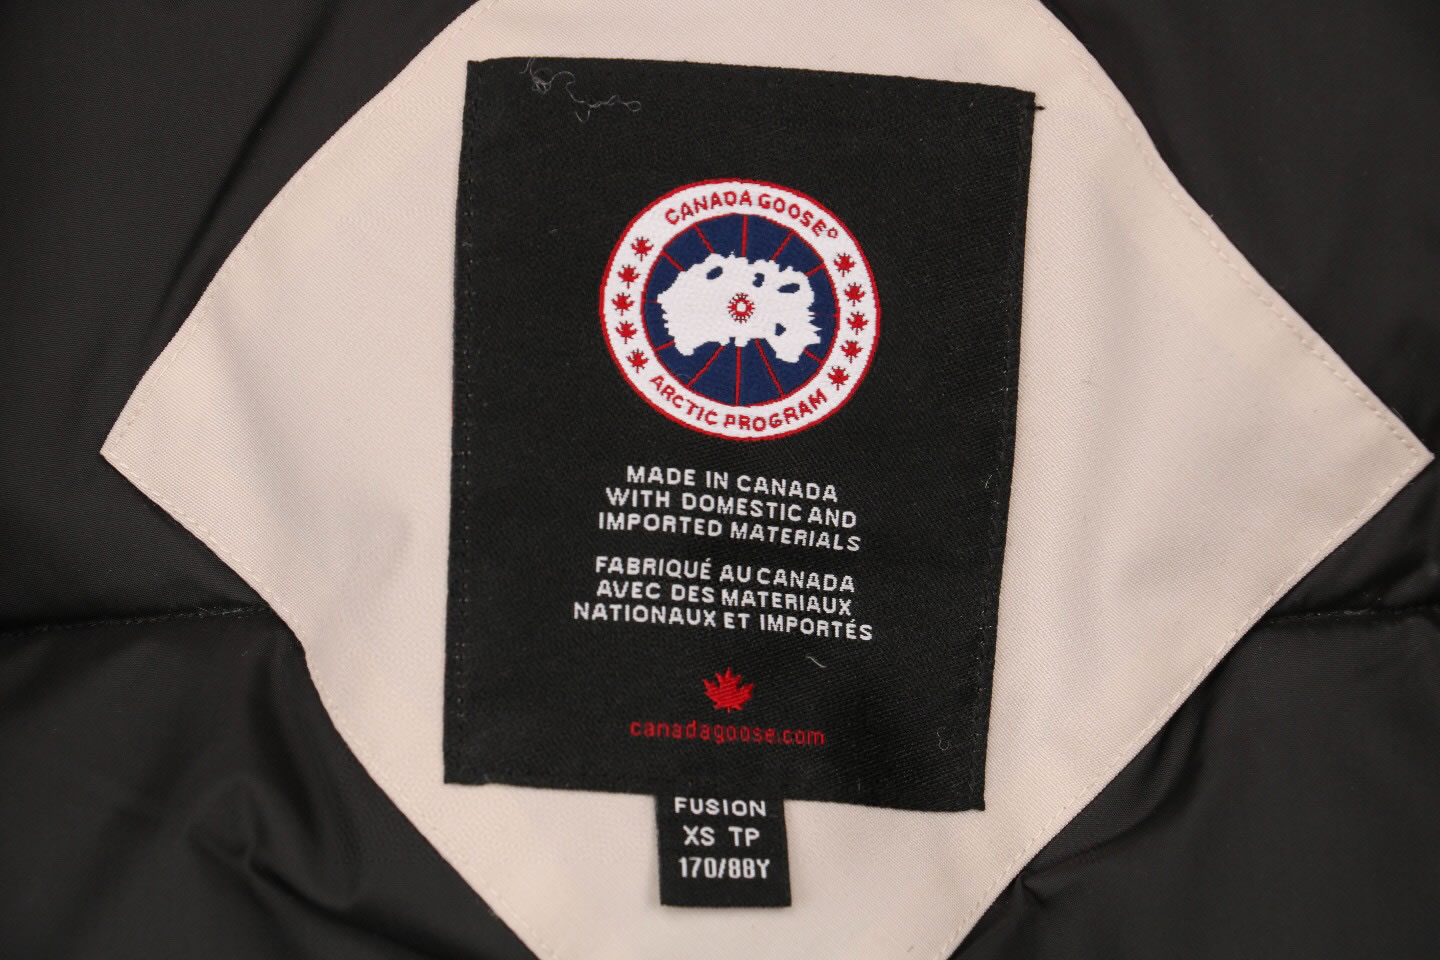 CANADA GOOSE
ARCTIC PROGRAM
MADE IN CANADA
WITH DOMESTIC AND
IMPORTED MATERIALS
FABRIQUÉ AU CANADA
AVEC DES MATERIAUX
NATIONAUX ET IMPORTÉS
canadagoose.com
FUSION
XS TP
170/88Y